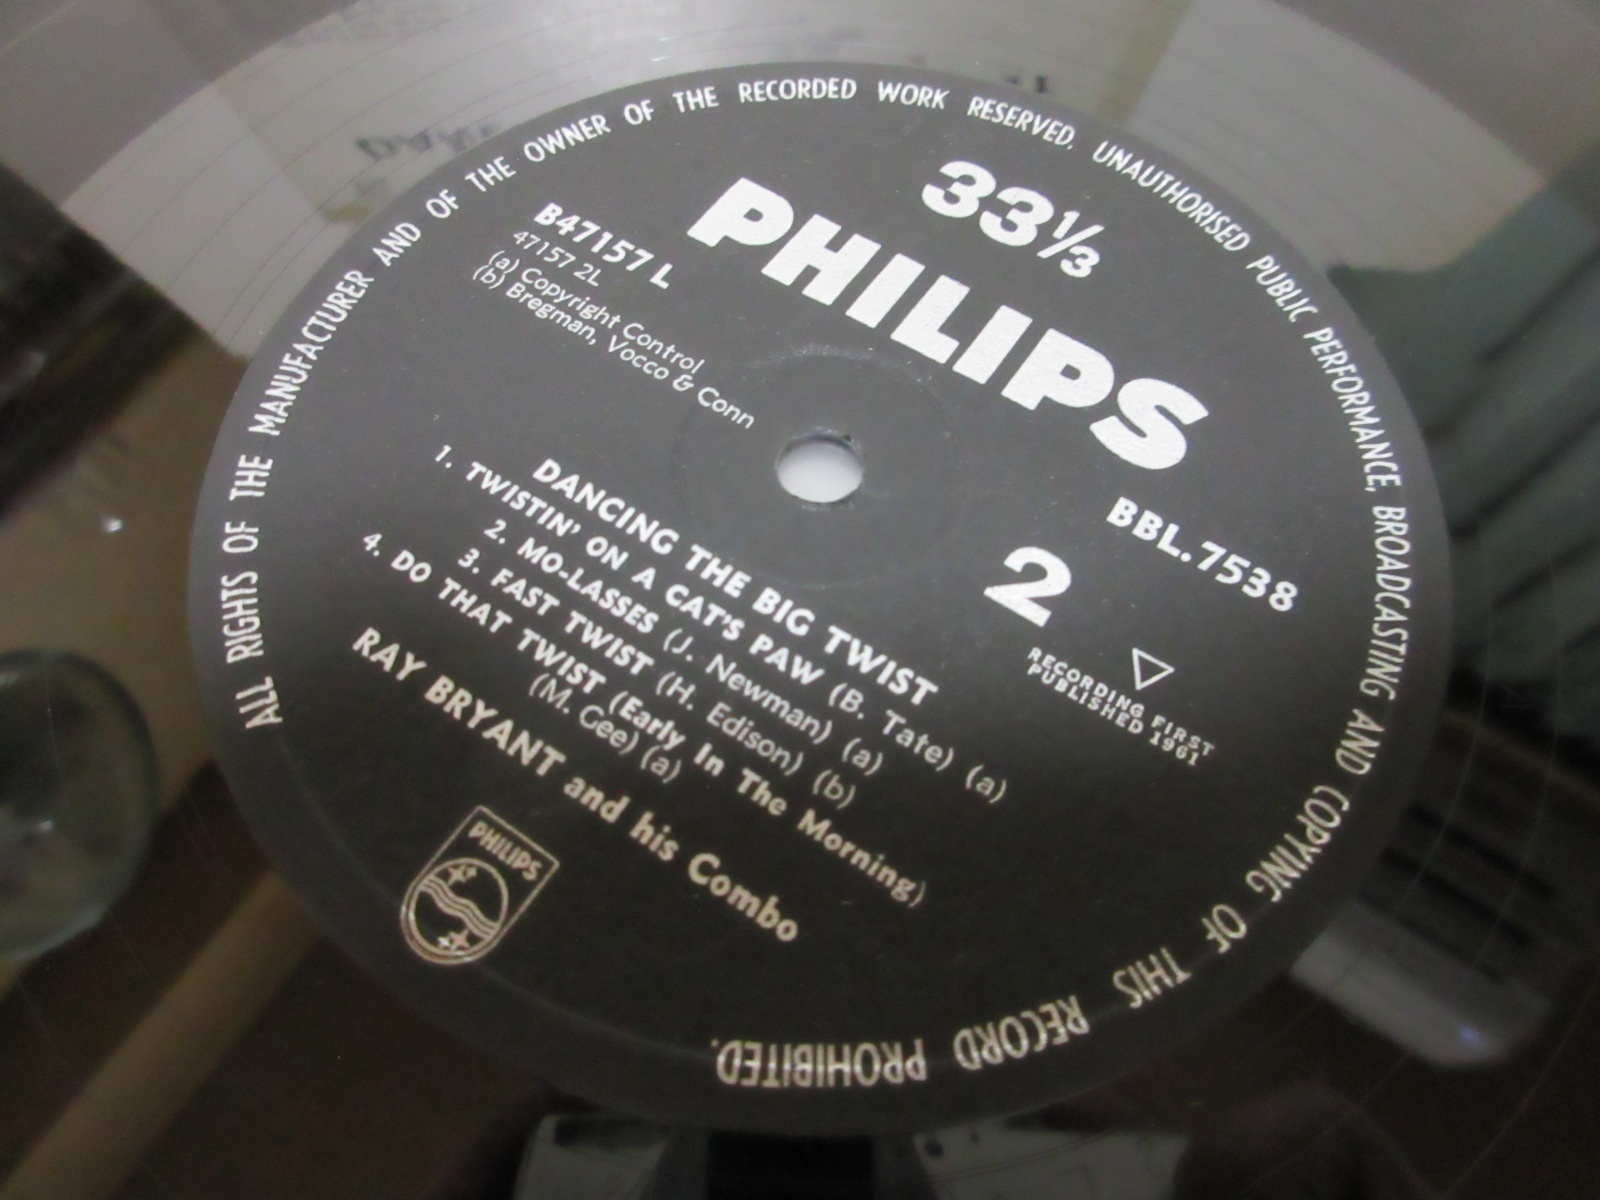 ALL RIGHTS OF THE MANUFACTURER AND OF THE OWNER OF THE RECORDED WORK RESERVED. UNAUTHORISED PUBLIC PERFORMANCE, BROADCASTING AND COPYING OF THIS RECORD PROHIBITED.
33⅓
PHILIPS
B47157 L
47157 2L
(a) Copyright Control
(b) Bregman, Vocco & Conn
BBL.7538
2
RECORDING FIRST
PUBLISHED 1961
DANCING THE BIG TWIST
1. TWISTIN' ON A CAT'S PAW (B. Tate) (a)
2. MO-LASSES (J. Newman) (a)
3. FAST TWIST (H. Edison) (b)
4. DO THAT TWIST (Early In The Morning)
(M. Gee) (a)
RAY BRYANT and his Combo
PHILIPS